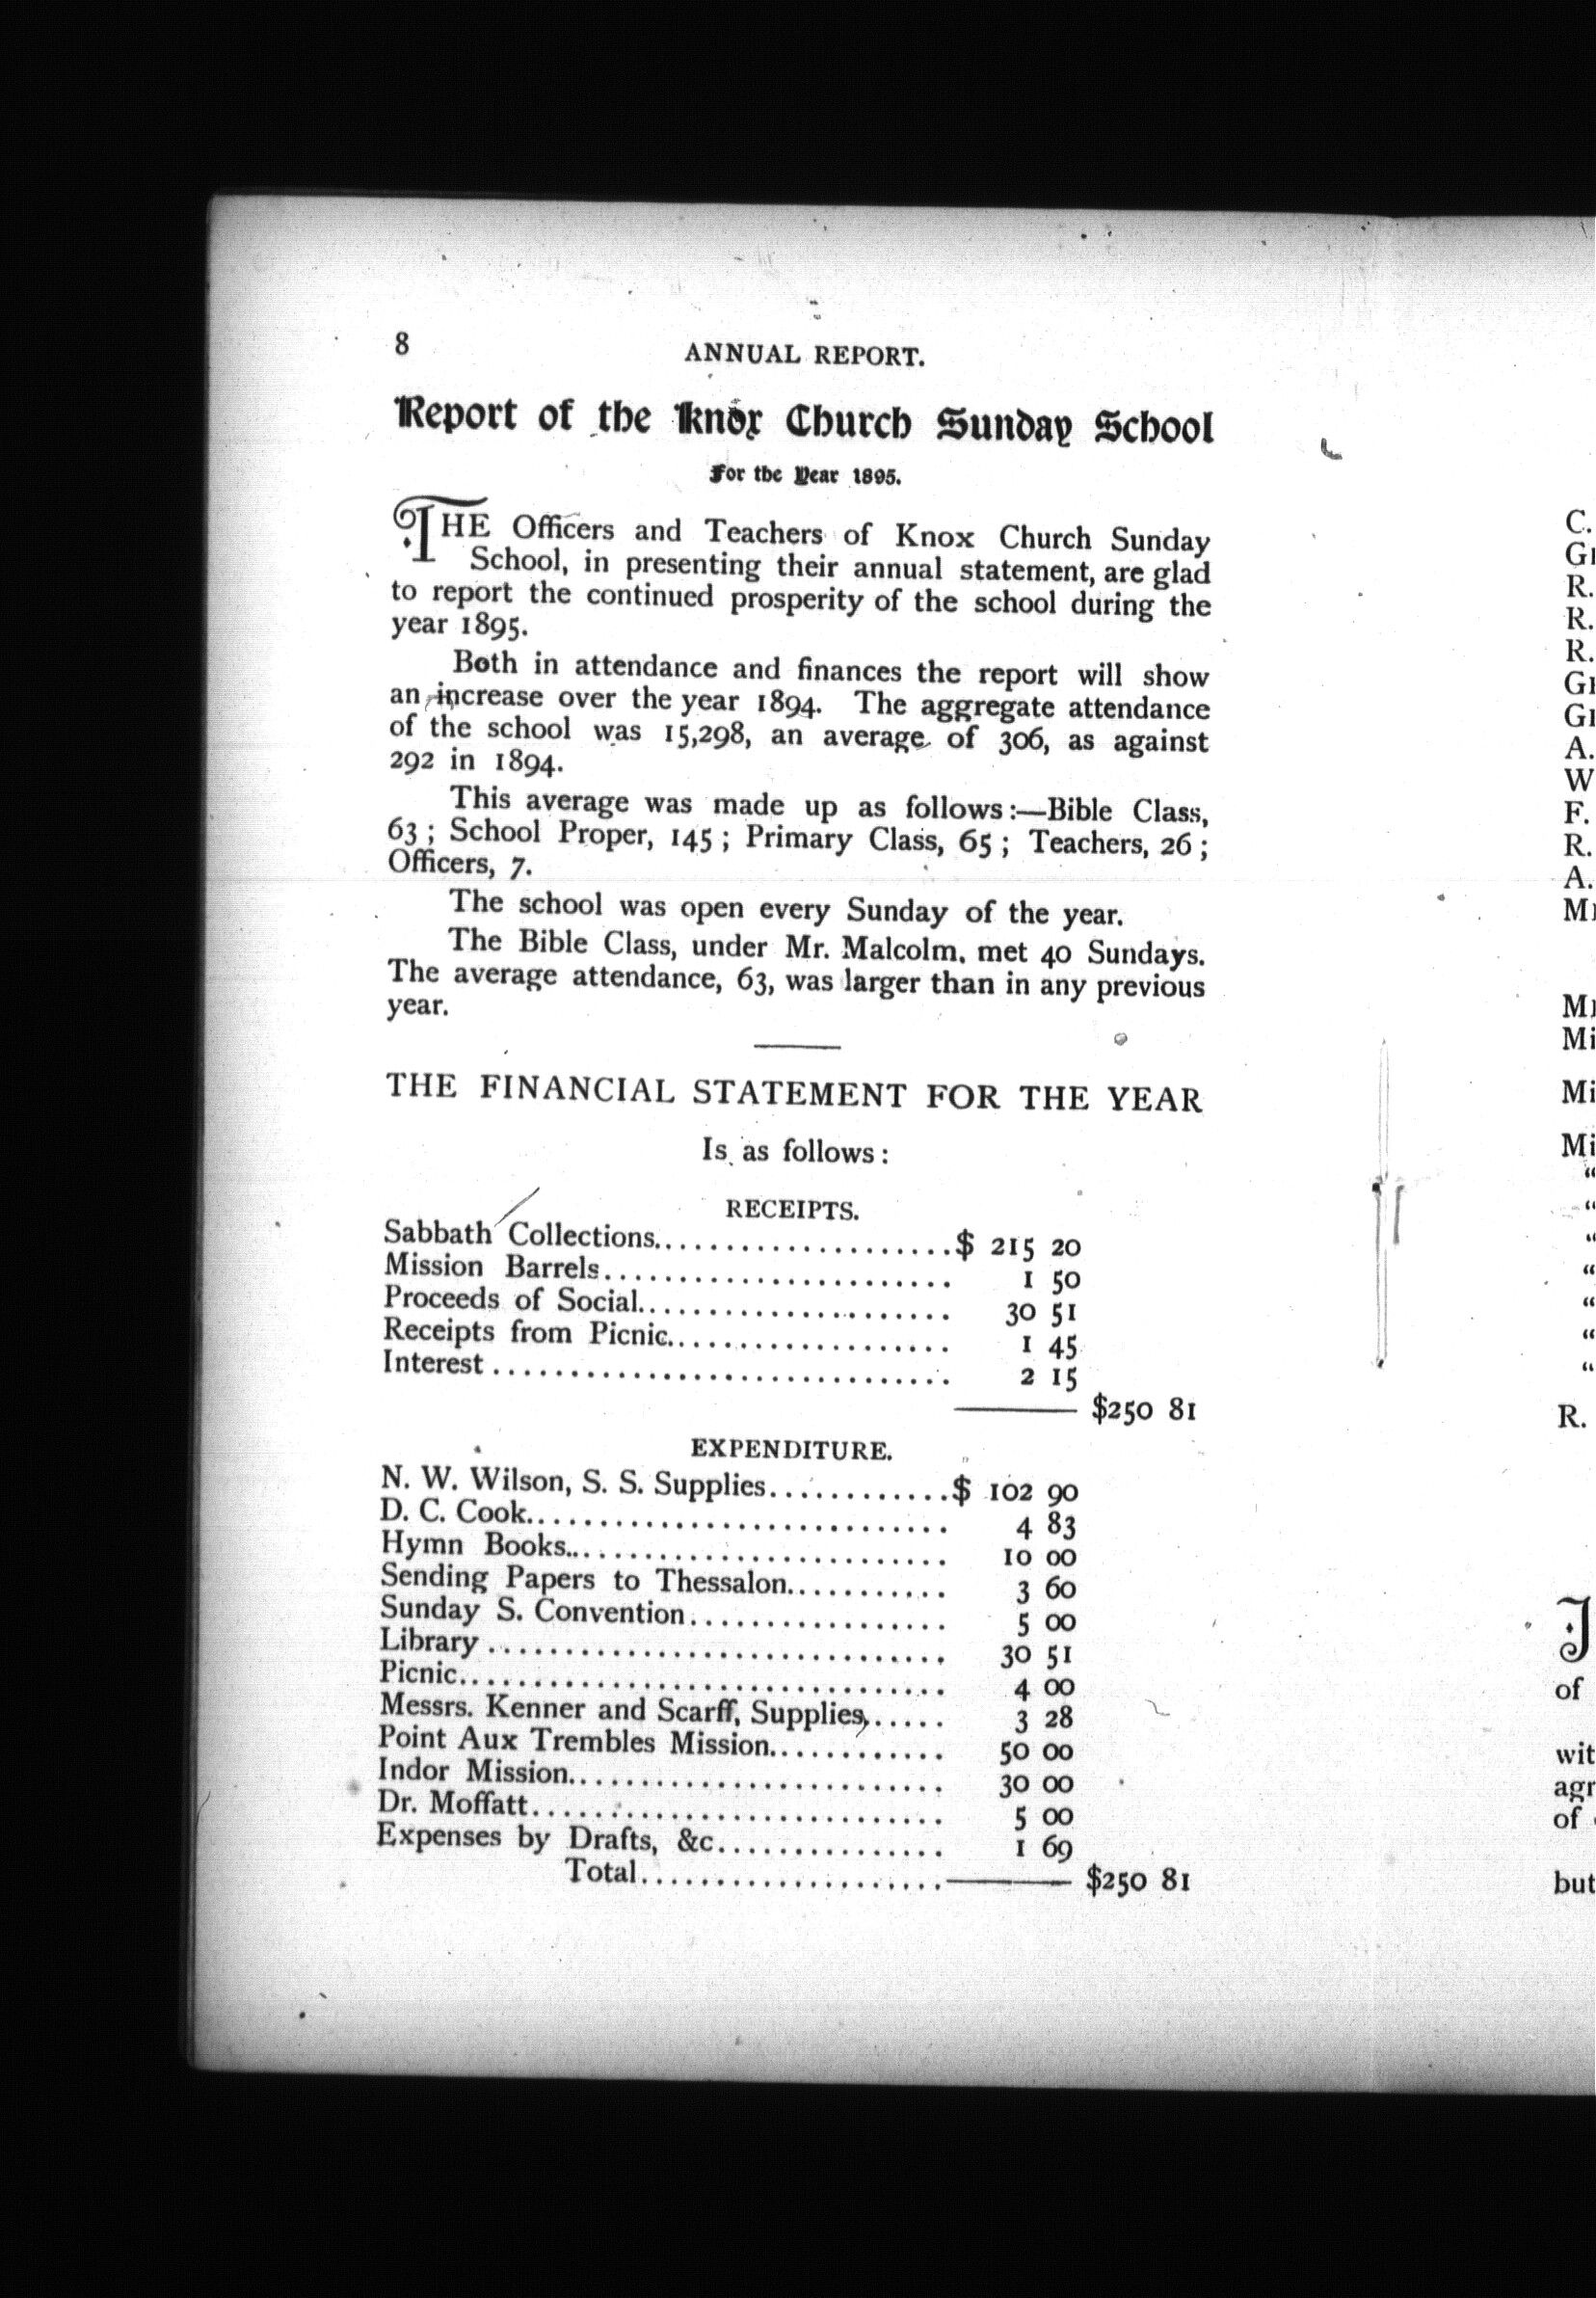 8
ANNUAL REPORT.
Report of the Knox Church Sunday School
For the Year 1895.
THE Officers and Teachers of Knox Church Sunday
School, in presenting their annual statement, are glad
to report the continued prosperity of the school during the
year 1895.
Both in attendance and finances the report will show
an increase over the year 1894. The aggregate attendance
of the school was 15,298, an average of 306, as against
292 in 1894.
This average was made up as follows:—Bible Class,
63; School Proper, 145; Primary Class, 65; Teachers, 26;
Officers, 7.
The school was open every Sunday of the year.
The Bible Class, under Mr. Malcolm, met 40 Sundays.
The average attendance, 63, was larger than in any previous
year.
THE FINANCIAL STATEMENT FOR THE YEAR
Is as follows:
RECEIPTS.
Sabbath Collections....................$ 215 20
Mission Barrels....................... 1 50
Proceeds of Social..................... 30 51
Receipts from Picnic................... 1 45
Interest............................... 2 15
$250 81
EXPENDITURE.
N. W. Wilson, S. S. Supplies............$ 102 90
D. C. Cook............................ 4 83
Hymn Books.......................... 10 00
Sending Papers to Thessalon........... 3 60
Sunday S. Convention................. 5 00
Library............................... 30 51
Picnic................................ 4 00
Messrs. Kenner and Scarff, Supplies...... 3 28
Point Aux Trembles Mission............ 50 00
Indor Mission......................... 30 00
Dr. Moffatt............................ 5 00
Expenses by Drafts, &c............... 1 69
Total.................... $250 81
C.
R.
R.
R.
A.
W
F.
R.
A.
Mi
Mi
Mi
"
"
"
"
"
"
"
R.
of
wit
agr
of
but